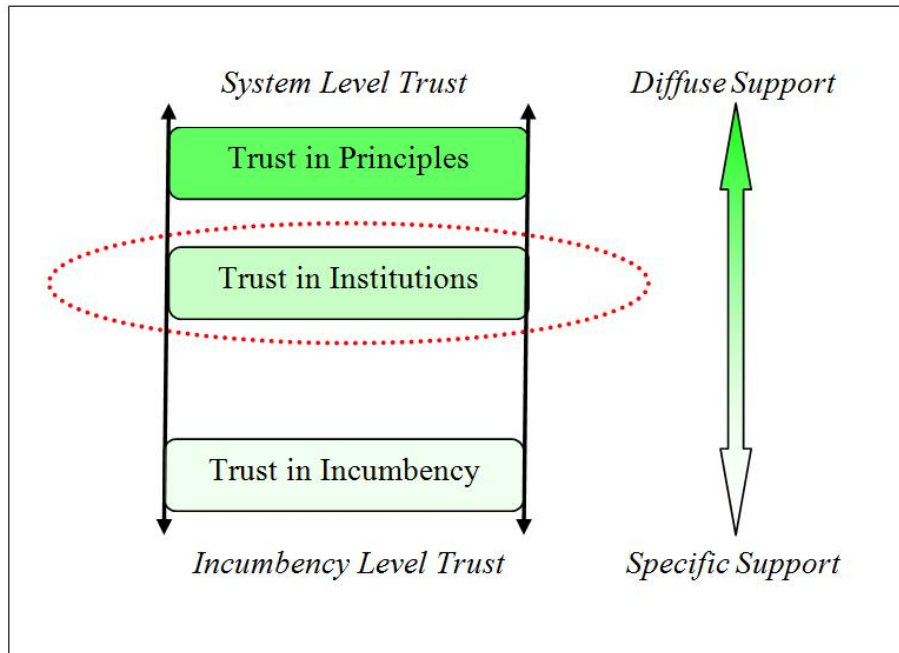 System Level Trust
Diffuse Support
Trust in Principles
Trust in Institutions
Trust in Incumbency
Incumbency Level Trust
Specific Support